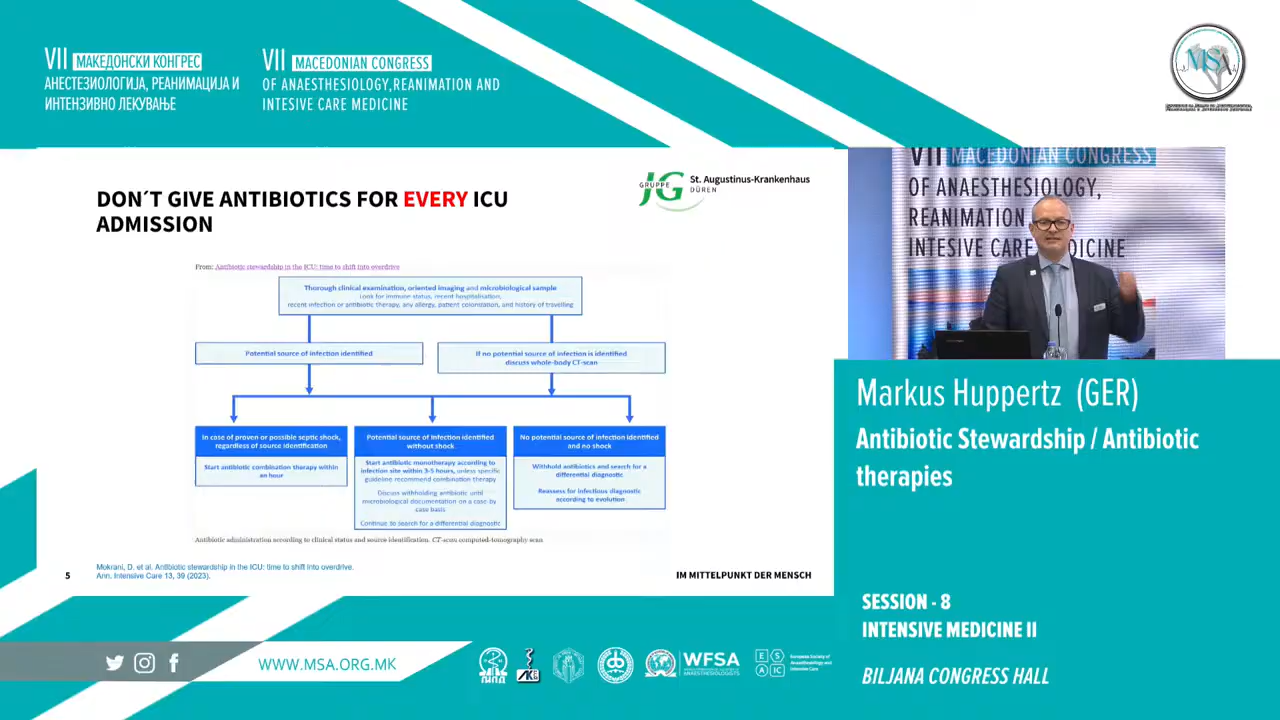 VII МАКЕДОНСКИ КОНГРЕС
АНЕСТЕЗИОЛОГИЈА, РЕАНИМАЦИЈА И
ИНТЕНЗИВНО ЛЕКУВАЊЕ
VII MACEDONIAN CONGRESS
OF ANAESTHESIOLOGY,REANIMATION AND
INTESIVE CARE MEDICINE
MSA
DON´T GIVE ANTIBIOTICS FOR EVERY ICU
ADMISSION
GRUPPE JG St. Augustinus-Krankenhaus
DÜREN
From: Antibiotic stewardship in the ICU: time to shift into overdrive
Thorough clinical examination, oriented imaging and microbiological sample
Look for immune status, recent hospitalisation,
recent infection or antibiotic therapy, any allergy, patient colonisation, and history of travelling
Potential source of infection identified
If no potential source of infection is identified
discuss whole-body CT-scan
In case of proven or possible septic shock,
regardless of source identification
Start antibiotic combination therapy within
an hour
Potential source of infection identified
without shock
Start antibiotic monotherapy according to
infection site within 3-5 hours, unless specific
guideline recommend combination therapy
Discuss withholding antibiotic until
microbiological documentation on a case-by
case basis
Continue to search for a differential diagnostic
No potential source of infection identified
and no shock
Withhold antibiotics and search for a
differential diagnostic
Reassess for infectious diagnostic
according to evolution
Antibiotic administration according to clinical status and source identification. CT-scan computed-tomography scan
Mokrani, D. et al. Antibiotic stewardship in the ICU: time to shift into overdrive.
Ann. Intensive Care 13, 39 (2023).
5
IM MITTELPUNKT DER MENSCH
VII MACEDONIAN CONGRESS
OF ANAESTHESIOLOGY,
REANIMATION
INTESIVE CARE MEDICINE
Markus Huppertz (GER)
Antibiotic Stewardship / Antibiotic
therapies
SESSION - 8
INTENSIVE MEDICINE II
BILJANA CONGRESS HALL
WWW.MSA.ORG.MK
WFSA
ESAIC
European Society of
Anaesthesiology and
Intensive Care